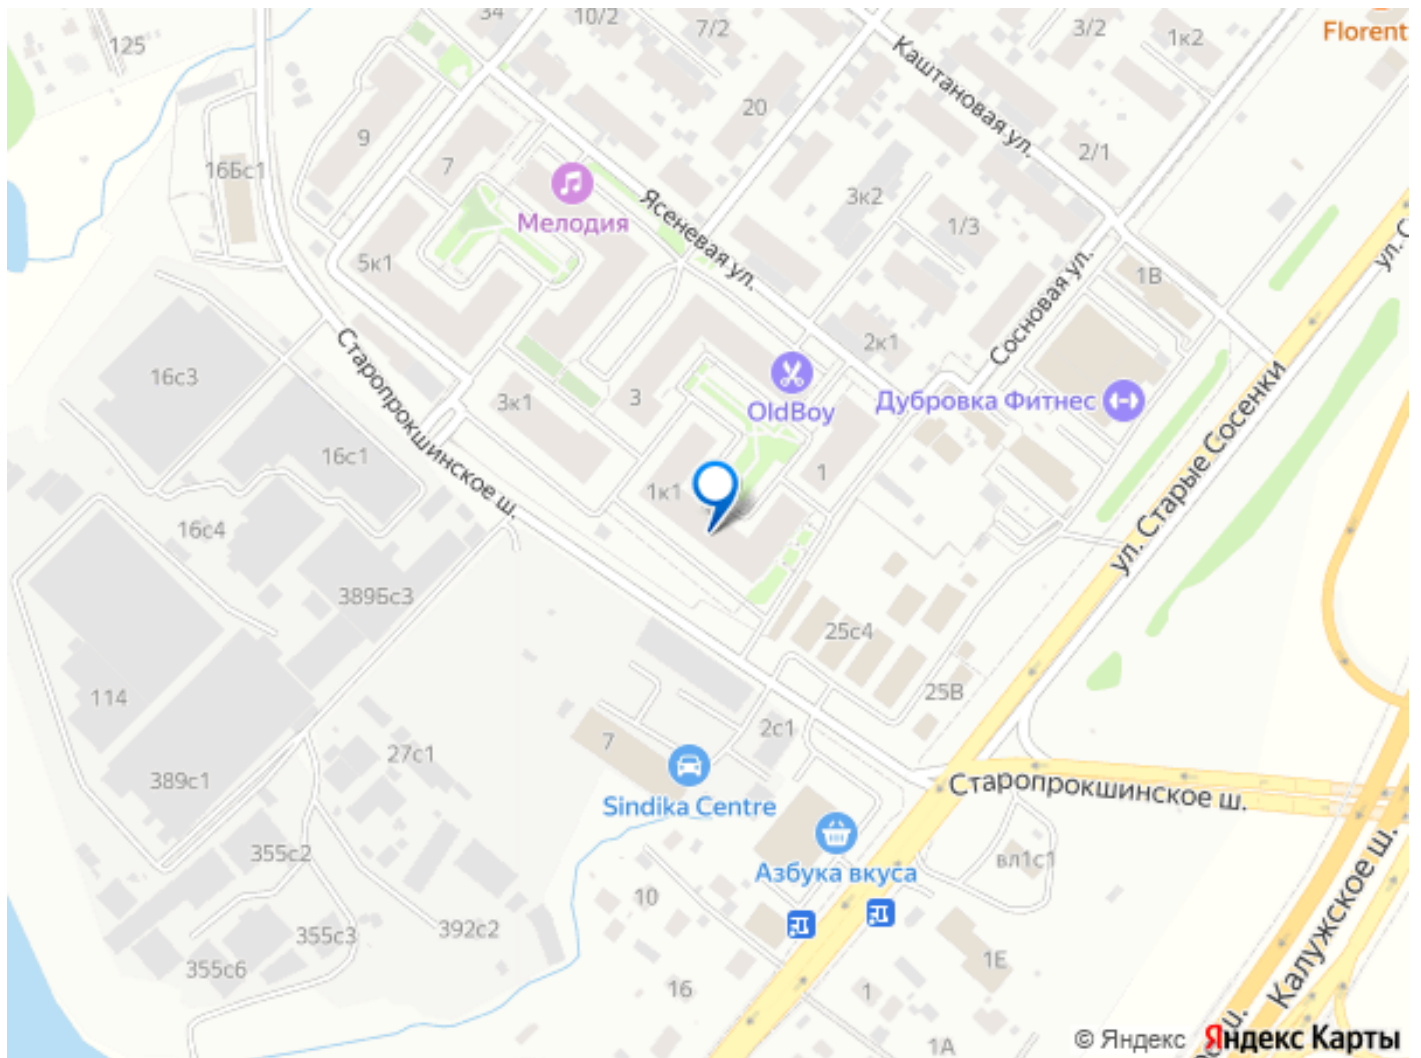 34
10/2
7/2
3/2
1к2
Florent
125
Каштановая ул.
20
9
7
2/1
16Бс1
Мелодия
Ясеневая ул.
3к2
1/3
ул. С
5к1
1В
Сосновая ул.
Старопрокшинское ш.
2к1
16с3
3к1
3
OldBoy
Дубровка Фитнес
ул. Старые Сосенки
16с1
1к1
1
16с4
389Бс3
25с4
114
25В
2с1
7
27с1
389с1
Sindika Centre
Старопрокшинское ш.
355с2
Азбука вкуса
вл1с1
Калужское ш.
10
392с2
355с3
355с6
1Е
16
1
1А
ш.
© Яндекс Яндекс Карты